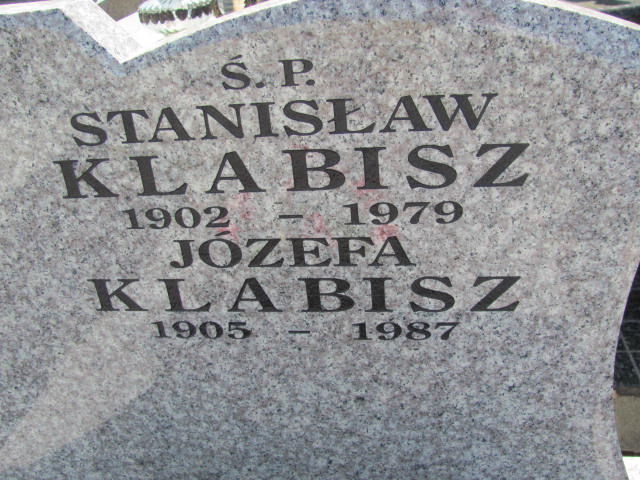 Ś.P.
STANISŁAW
KLABISZ
1902 – 1979
JÓZEFA
KLABISZ
1905 – 1987